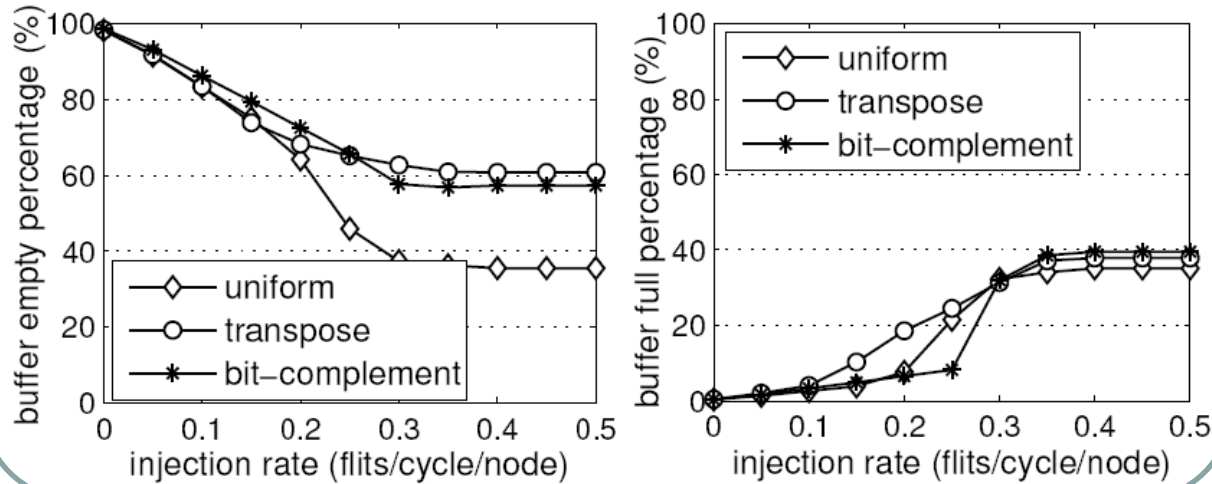 buffer empty percentage (%)
100
80
60
40
20
0
uniform
transpose
bit−complement
0 0.1 0.2 0.3 0.4 0.5
injection rate (flits/cycle/node)
buffer full percentage (%)
100
80
60
40
20
0
uniform
transpose
bit−complement
0 0.1 0.2 0.3 0.4 0.5
injection rate (flits/cycle/node)